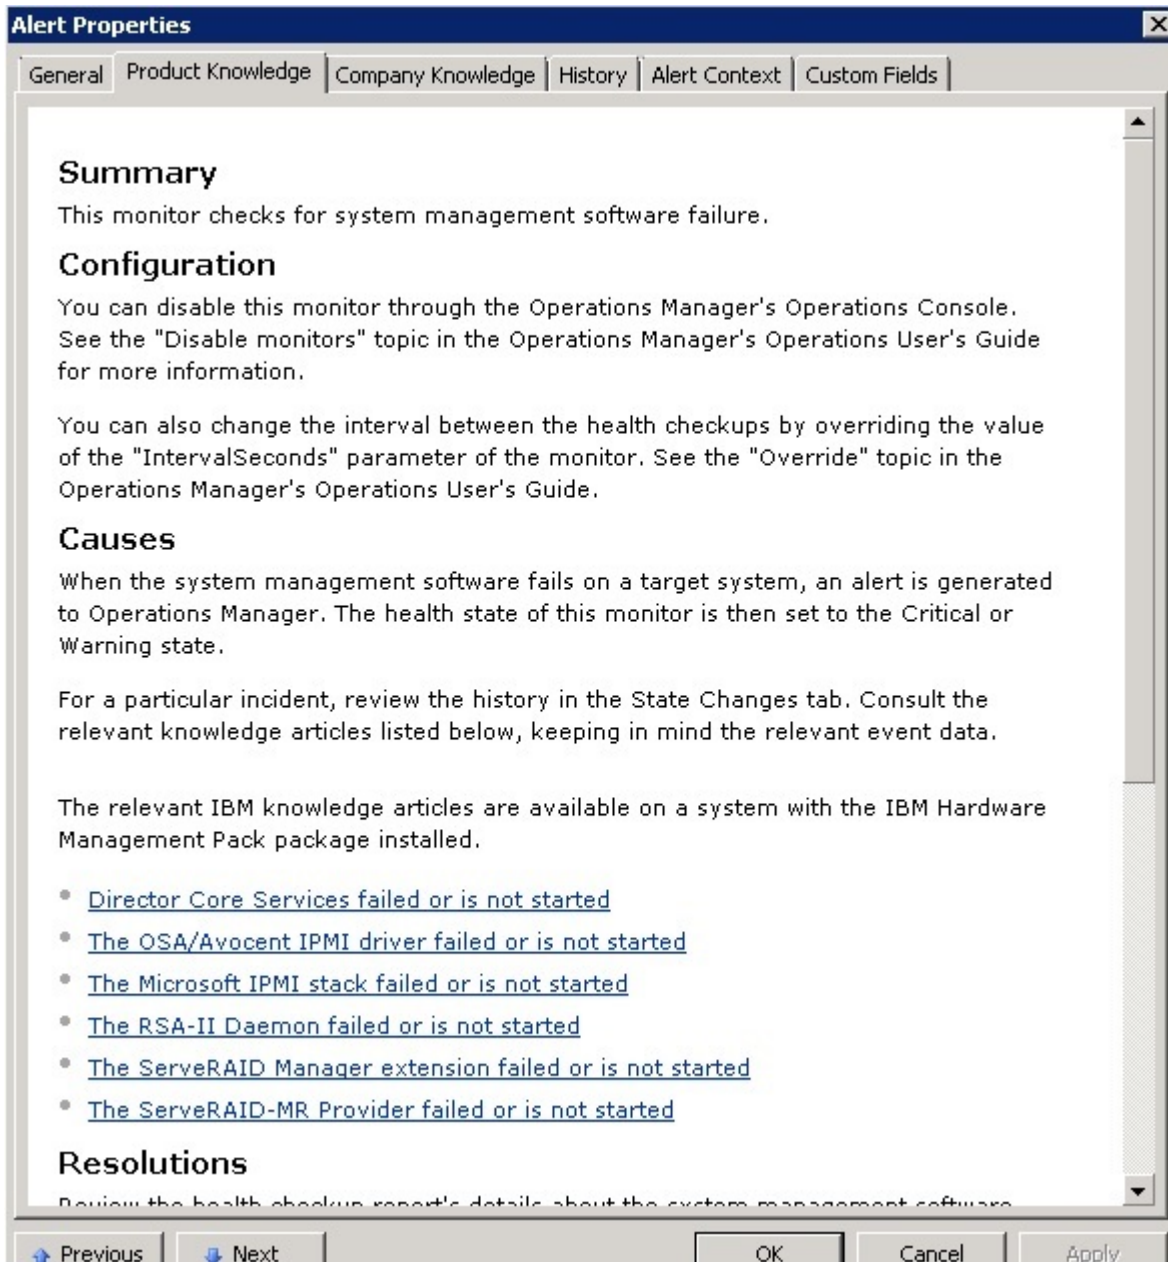 Alert Properties
General Product Knowledge Company Knowledge History Alert Context Custom Fields
Summary
This monitor checks for system management software failure.
Configuration
You can disable this monitor through the Operations Manager's Operations Console.
See the "Disable monitors" topic in the Operations Manager's Operations User's Guide
for more information.
You can also change the interval between the health checkups by overriding the value
of the "IntervalSeconds" parameter of the monitor. See the "Override" topic in the
Operations Manager's Operations User's Guide.
Causes
When the system management software fails on a target system, an alert is generated
to Operations Manager. The health state of this monitor is then set to the Critical or
Warning state.
For a particular incident, review the history in the State Changes tab. Consult the
relevant knowledge articles listed below, keeping in mind the relevant event data.
The relevant IBM knowledge articles are available on a system with the IBM Hardware
Management Pack package installed.
Director Core Services failed or is not started
The OSA/Avocent IPMI driver failed or is not started
The Microsoft IPMI stack failed or is not started
The RSA-II Daemon failed or is not started
The ServeRAID Manager extension failed or is not started
The ServeRAID-MR Provider failed or is not started
Resolutions
Review the health checkup report's details about the system management software
Previous Next OK Cancel Apply